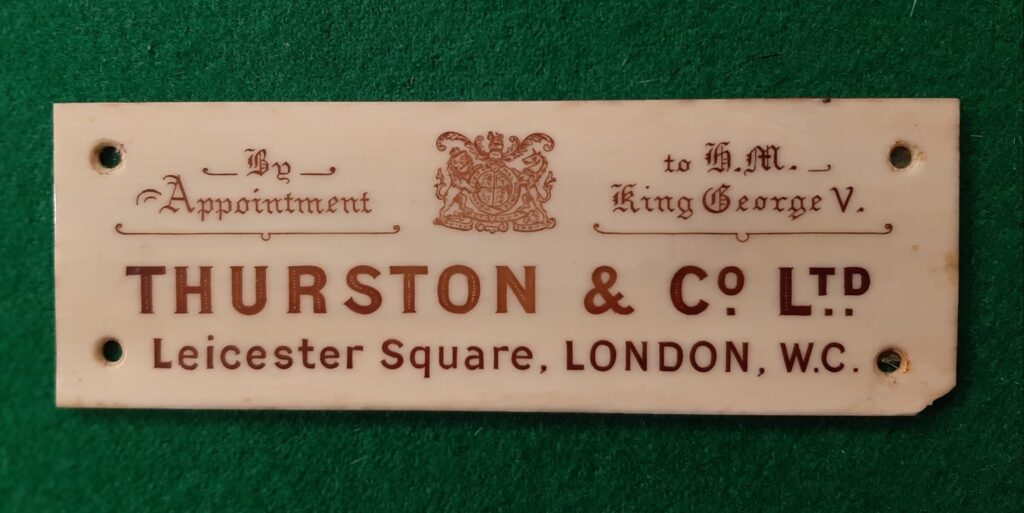 By
Appointment
to H.M.
King George V.
THURSTON & Cº LTD
Leicester Square, LONDON, W.C.